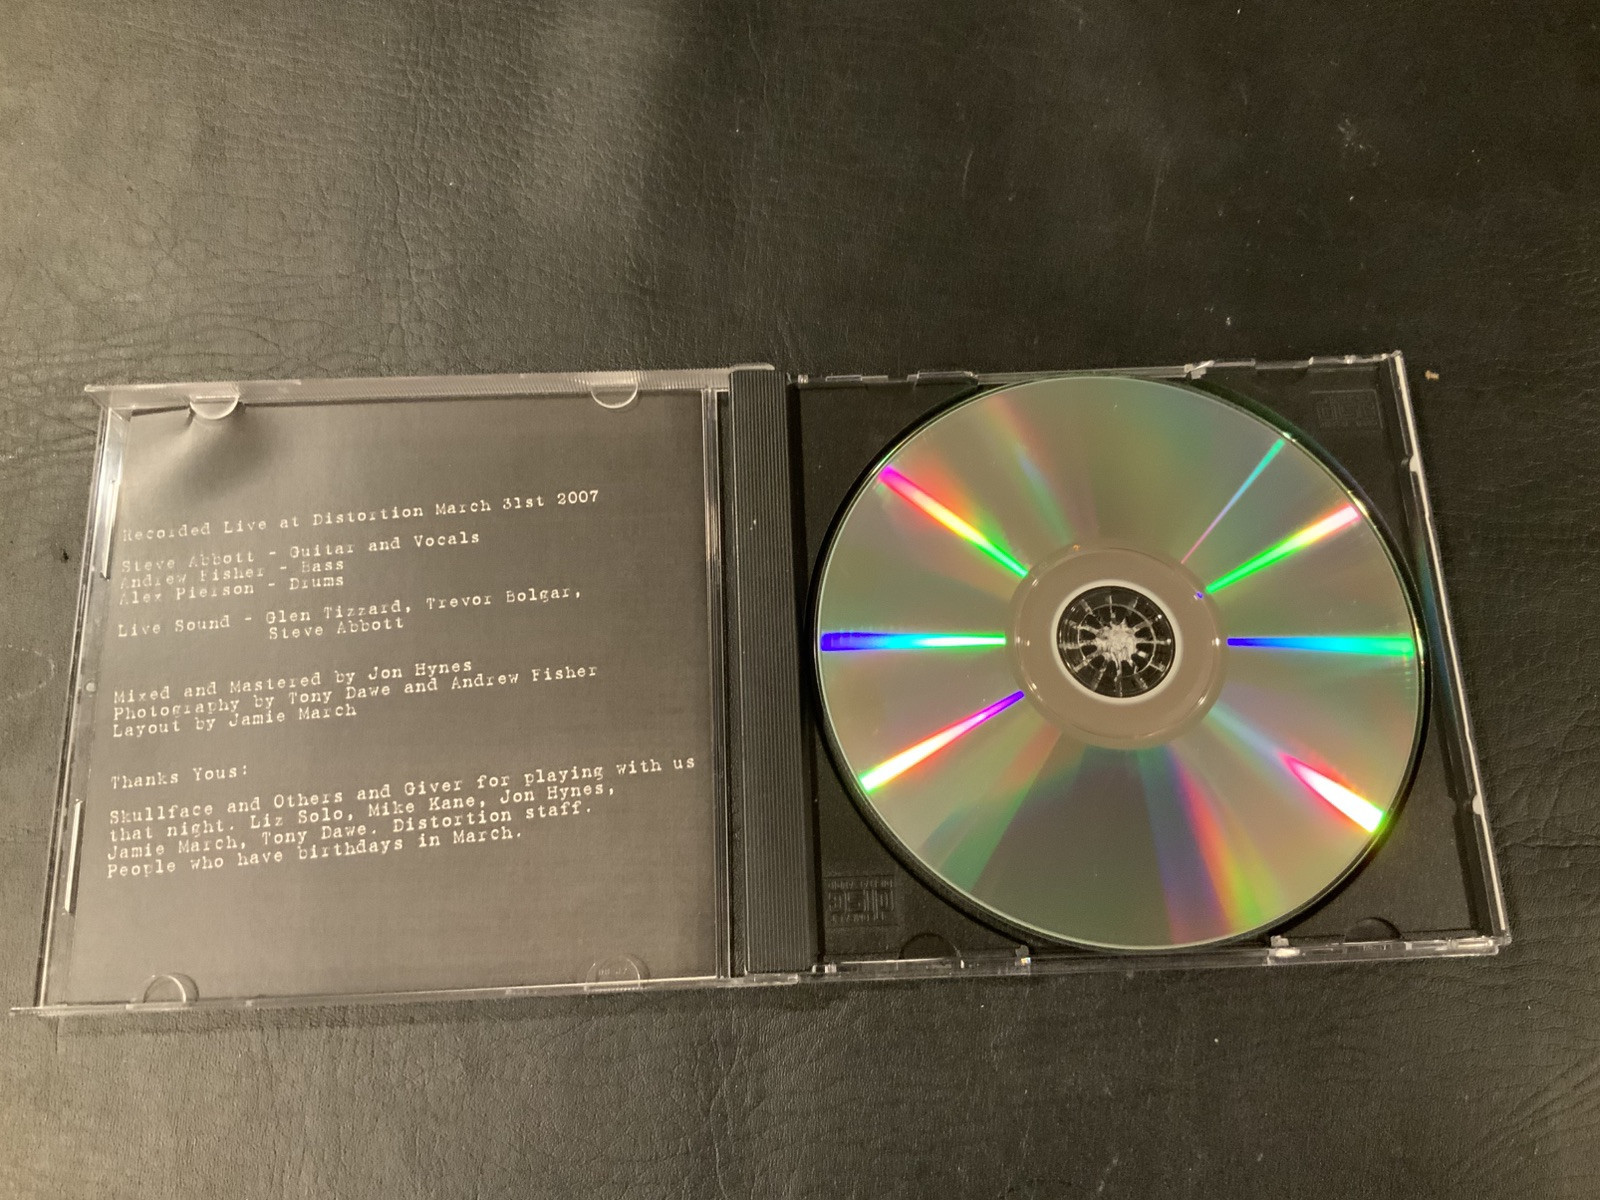 Recorded Live at Distortion March 31st 2007
Steve Abbott - Guitar and Vocals
Andrew Fisher - Bass
Alex Pierson - Drums
Live Sound - Glen Tizzard, Trevor Bolgar,
Steve Abbott
Mixed and Mastered by Jon Hynes
Photography by Tony Dawe and Andrew Fisher
Layout by Jamie March
Thanks Yous:
Skullface and Others and Giver for playing with us
that night. Liz Solo, Mike Kane, Jon Hynes,
Jamie March, Tony Dawe. Distortion staff.
People who have birthdays in March.